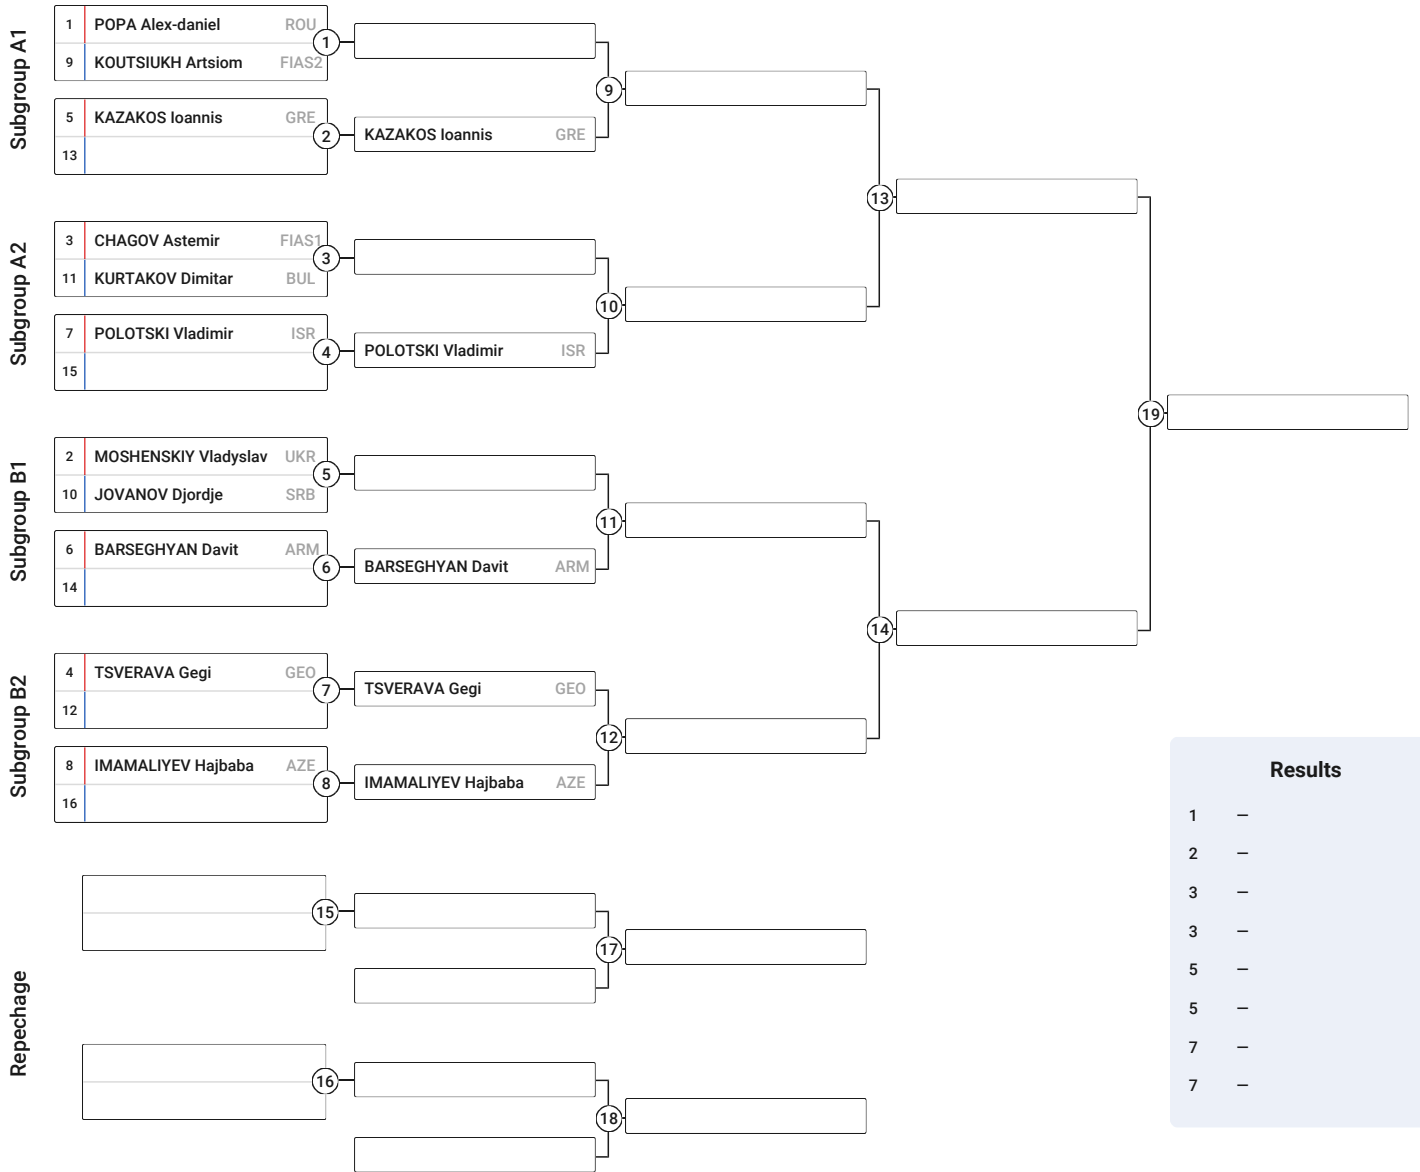 Subgroup A1
1 POPA Alex-daniel ROU
9 KOUTSIUKH Artsiom FIAS2
1
5 KAZAKOS Ioannis GRE
13
2
KAZAKOS Ioannis GRE
9
Subgroup A2
3 CHAGOV Astemir FIAS1
11 KURTAKOV Dimitar BUL
3
7 POLOTSKI Vladimir ISR
15
4
POLOTSKI Vladimir ISR
10
13
Subgroup B1
2 MOSHENSKIY Vladyslav UKR
10 JOVANOV Djordje SRB
5
6 BARSEGHYAN Davit ARM
14
6
BARSEGHYAN Davit ARM
11
Subgroup B2
4 TSVERAVA Gegi GEO
12
7
TSVERAVA Gegi GEO
8 IMAMALIYEV Hajbaba AZE
16
8
IMAMALIYEV Hajbaba AZE
12
14
19
Repechage
15
17
16
18
Results
1 –
2 –
3 –
3 –
5 –
5 –
7 –
7 –